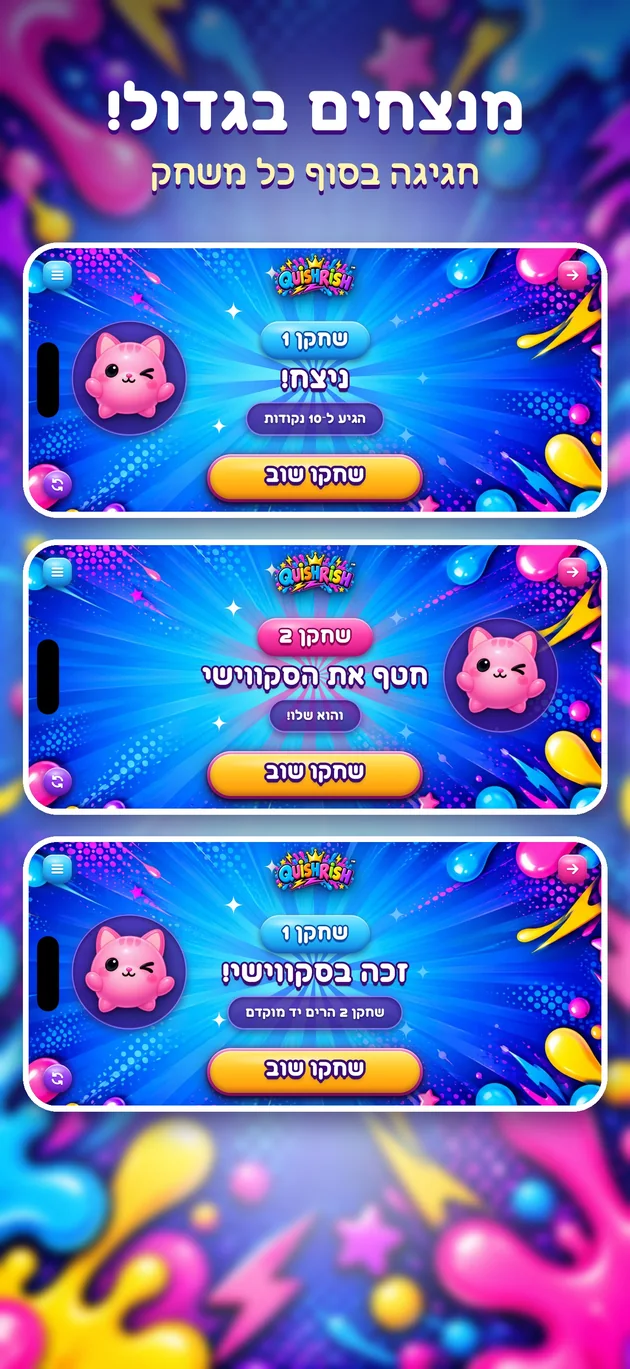 מנצחים בגדול!
חגיגה בסוף כל משחק
QUISHRISH
שחקן 1
ניצח!
הגיע ל-10 נקודות
שחקו שוב
QUISHRISH
שחקן 2
חטף את הסקווישי
והוא שלו!
שחקו שוב
QUISHRISH
שחקן 1
זכה בסקווישי!
שחקן 2 הרים יד מוקדם
שחקו שוב